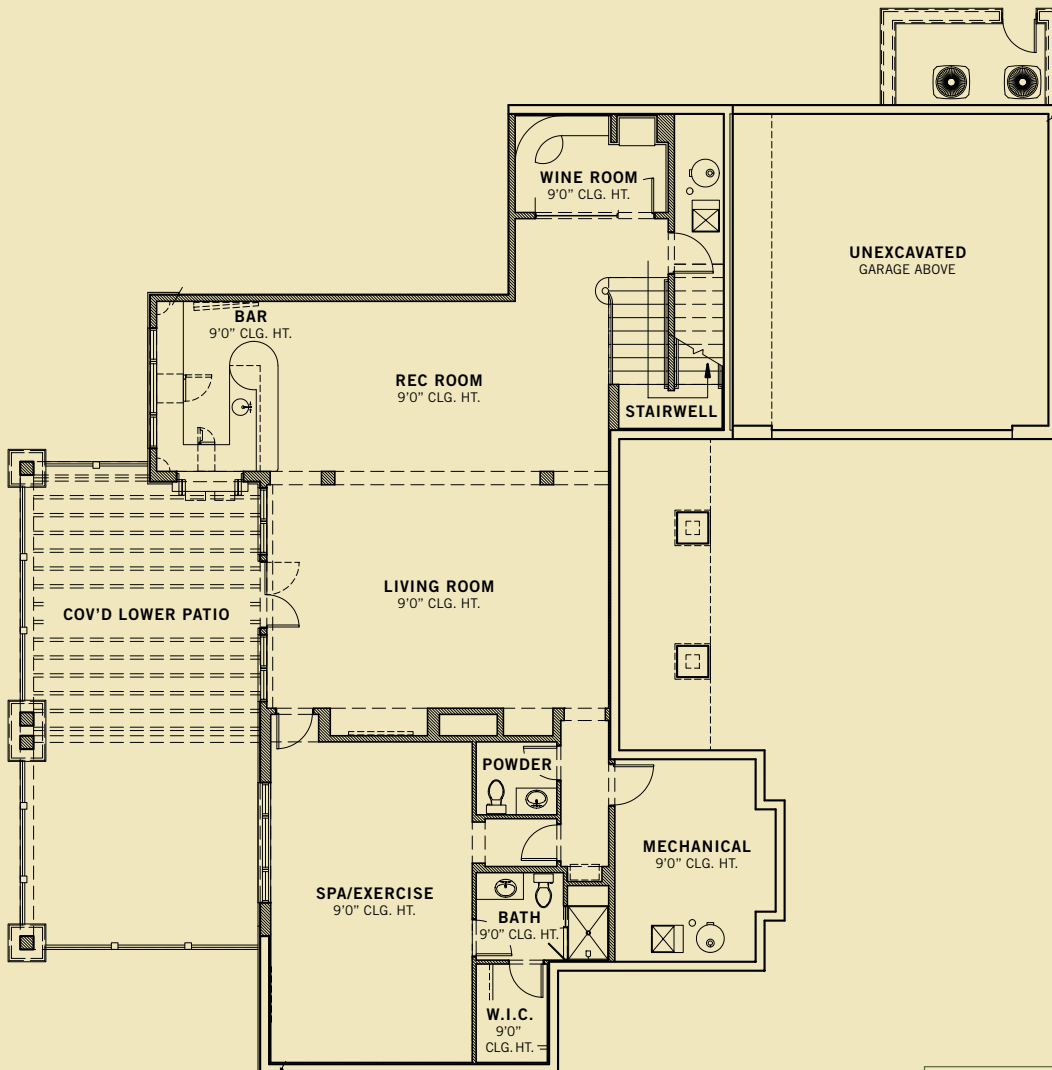 WINE ROOM
9'0” CLG. HT.
UNEXCAVATED
GARAGE ABOVE
BAR
9'0” CLG. HT.
REC ROOM
9'0” CLG. HT.
STAIRWELL
LIVING ROOM
9'0” CLG. HT.
COV'D LOWER PATIO
POWDER
MECHANICAL
9'0” CLG. HT.
SPA/EXERCISE
9'0” CLG. HT.
BATH
9'0” CLG. HT.
W.I.C.
9'0”
CLG. HT.